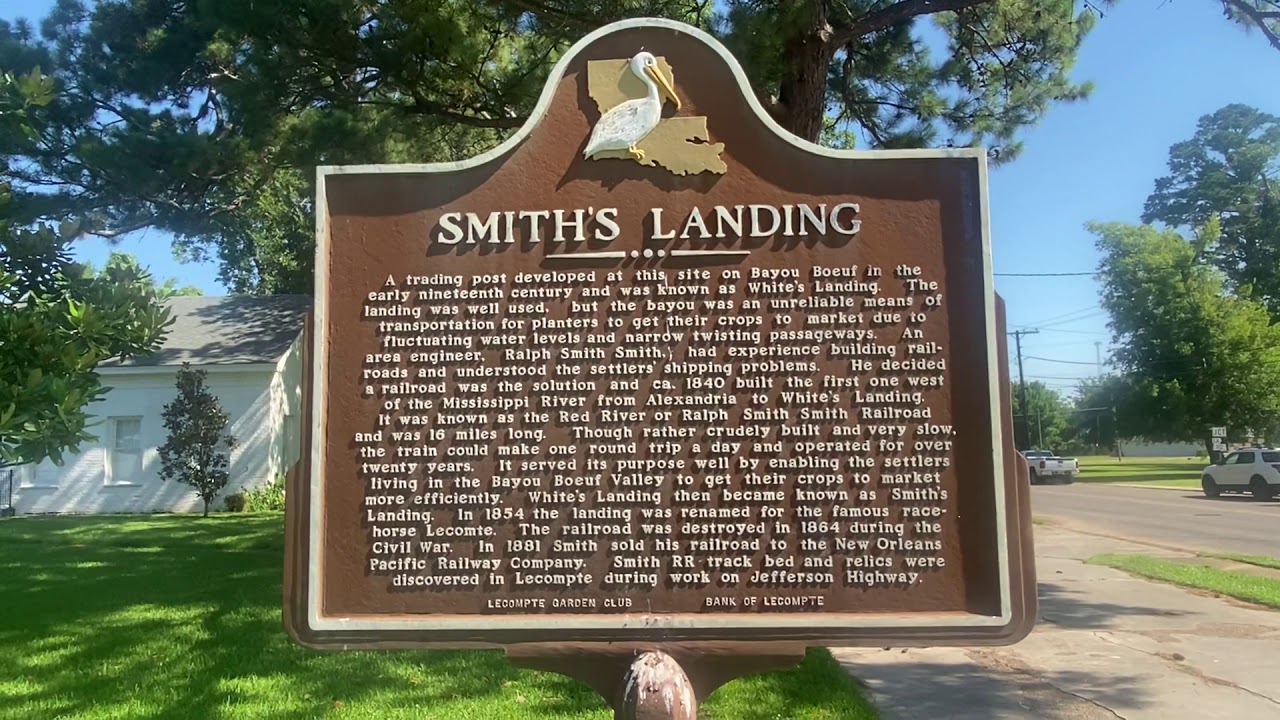 SMITH'S LANDING
A trading post developed at this site on Bayou Boeuf in the
early nineteenth century and was known as White's Landing. The
landing was well used, but the bayou was an unreliable means of
transportation for planters to get their crops to market due to
fluctuating water levels and narrow twisting passageways. An
area engineer, Ralph Smith Smith, had experience building rail-
roads and understood the settlers' shipping problems. He decided
a railroad was the solution and ca. 1840 built the first one west
of the Mississippi River from Alexandria to White's Landing.
It was known as the Red River or Ralph Smith Smith Railroad
and was 16 miles long. Though rather crudely built and very slow,
the train could make one round trip a day and operated for over
twenty years. It served its purpose well by enabling the settlers
living in the Bayou Boeuf Valley to get their crops to market
more efficiently. White's Landing then became known as Smith's
Landing. In 1854 the landing was renamed for the famous race-
horse Lecomte. The railroad was destroyed in 1864 during the
Civil War. In 1881 Smith sold his railroad to the New Orleans
Pacific Railway Company. Smith RR track bed and relics were
discovered in Lecompte during work on Jefferson Highway.
LECOMPTE GARDEN CLUB BANK OF LECOMPTE